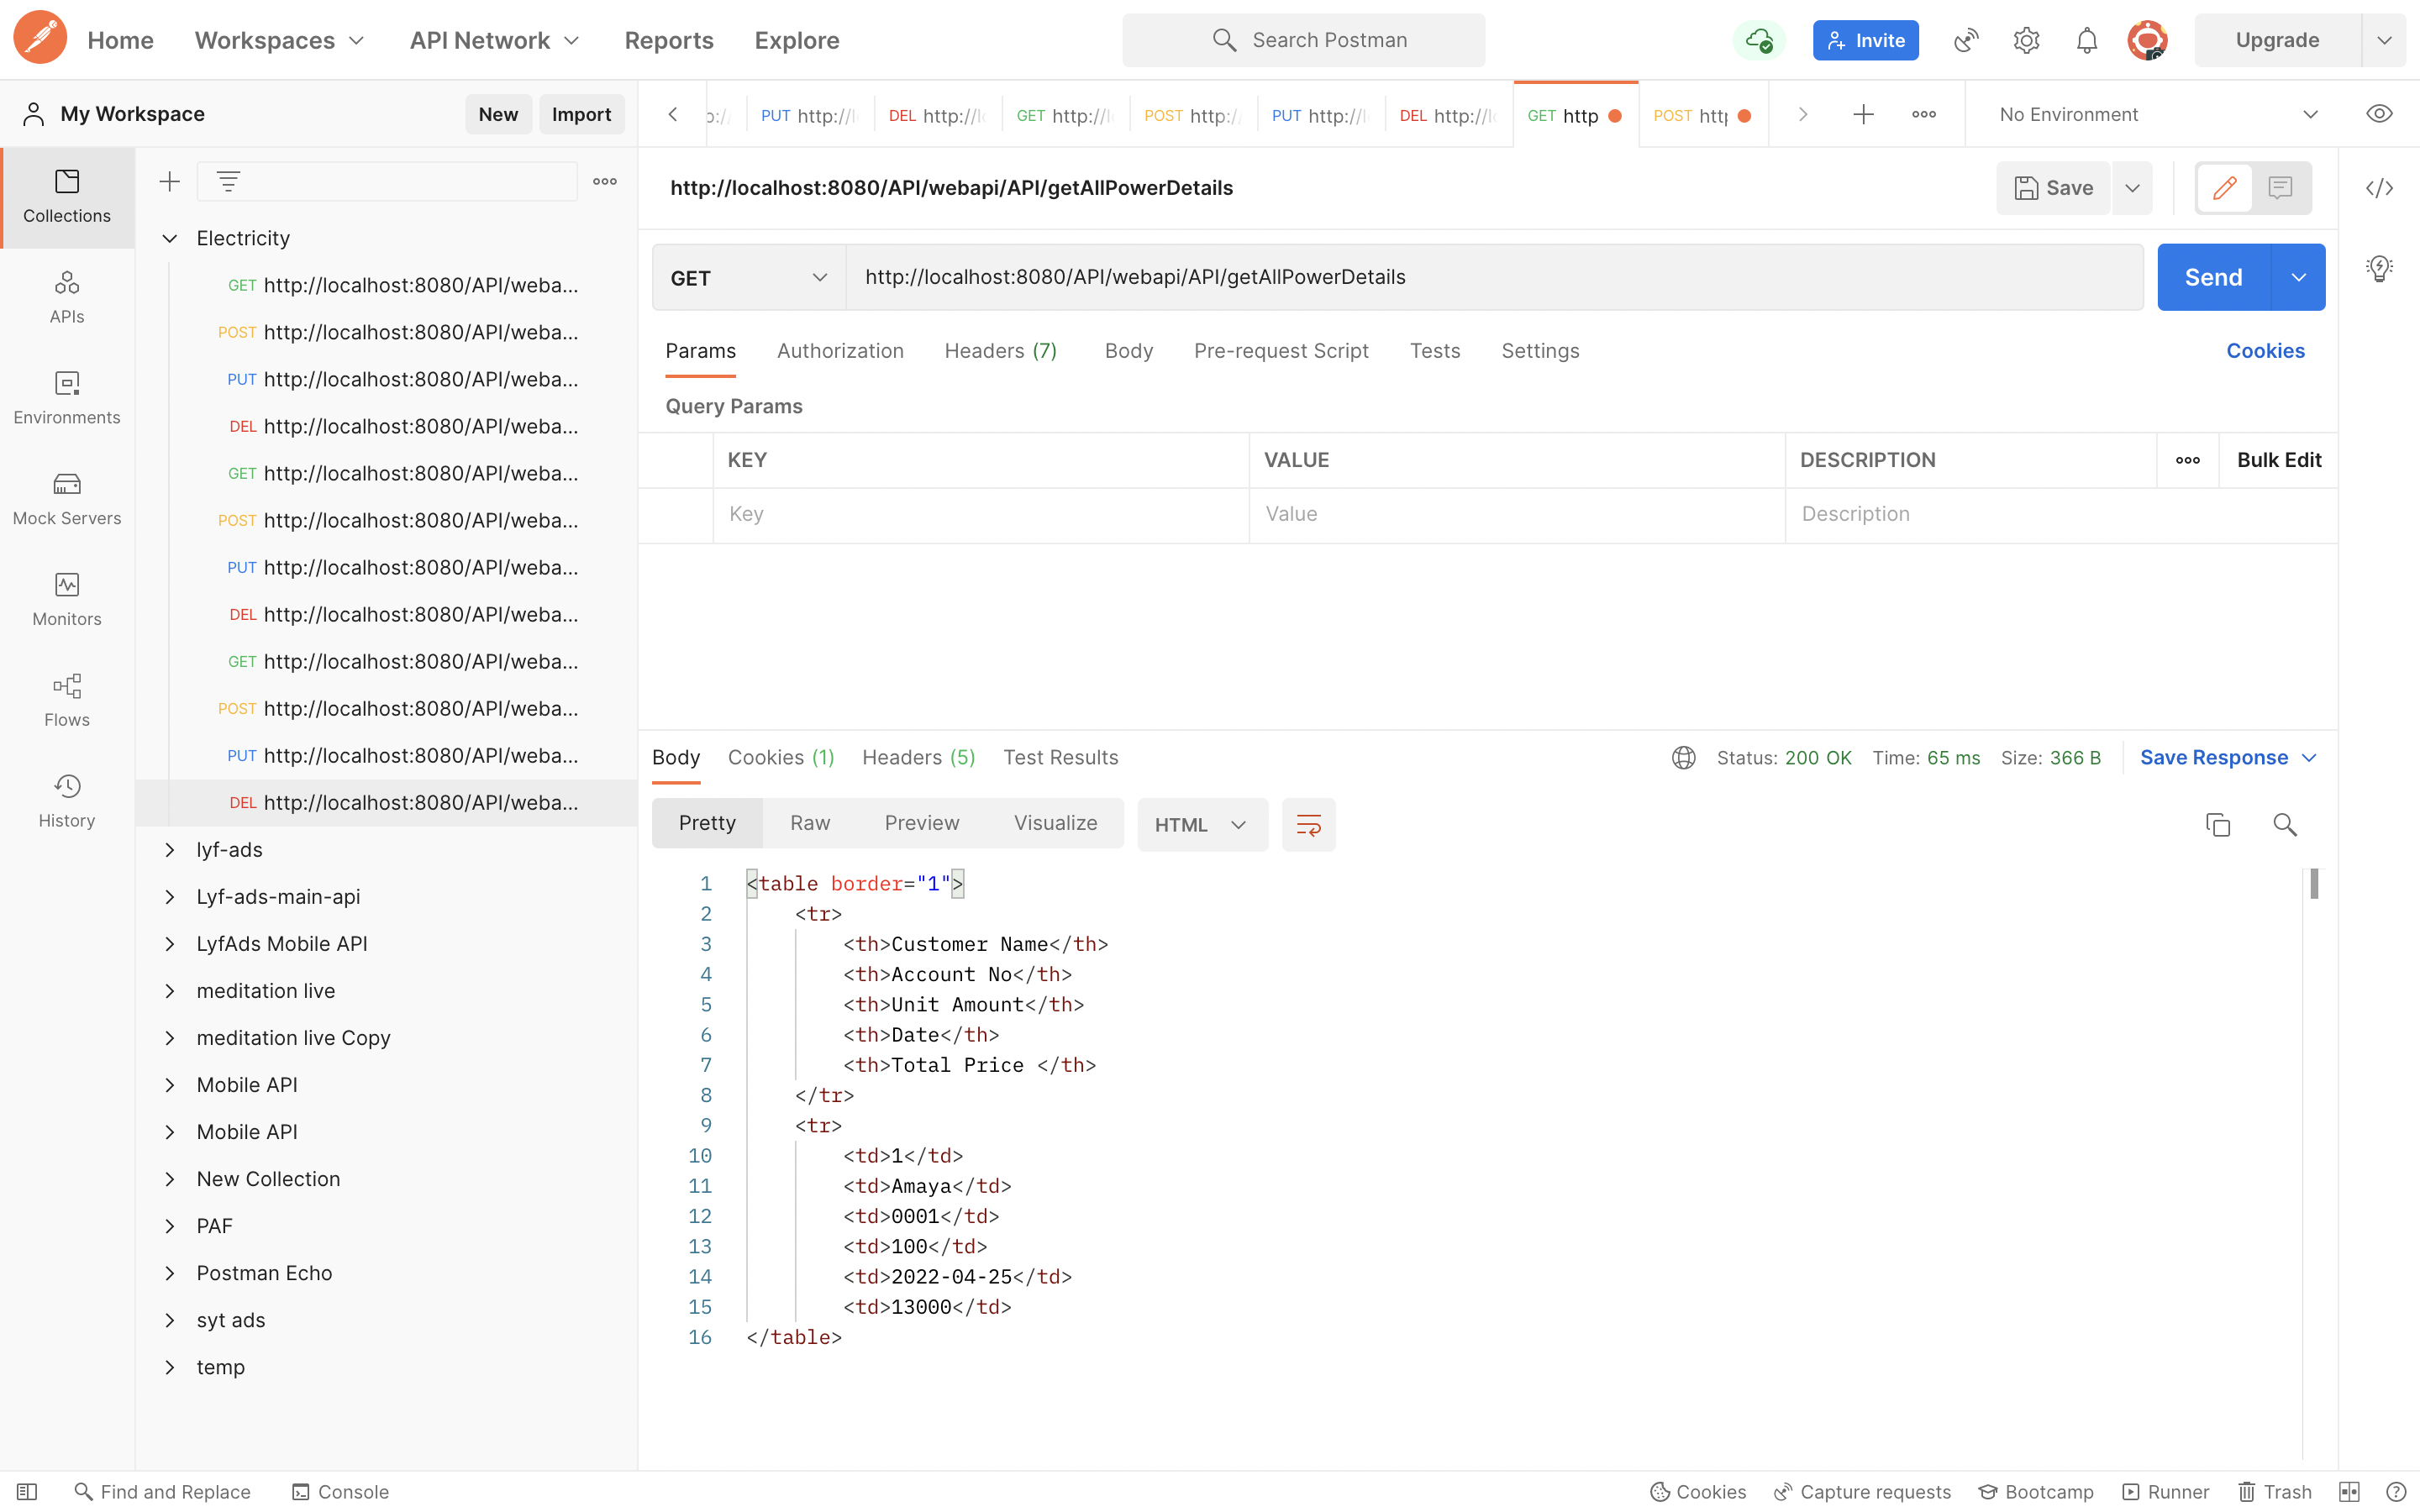 Home Workspaces API Network Reports Explore Search Postman Invite Upgrade
My Workspace New Import
PUT http://l DEL http://l GET http://l POST http:/ PUT http://l DEL http://l GET http POST http No Environment
Collections
APIs
Environments
Mock Servers
Monitors
Flows
History
Electricity
GET http://localhost:8080/API/weba...
POST http://localhost:8080/API/weba...
PUT http://localhost:8080/API/weba...
DEL http://localhost:8080/API/weba...
GET http://localhost:8080/API/weba...
POST http://localhost:8080/API/weba...
PUT http://localhost:8080/API/weba...
DEL http://localhost:8080/API/weba...
GET http://localhost:8080/API/weba...
POST http://localhost:8080/API/weba...
PUT http://localhost:8080/API/weba...
DEL http://localhost:8080/API/weba...
lyf-ads
Lyf-ads-main-api
LyfAds Mobile API
meditation live
meditation live Copy
Mobile API
Mobile API
New Collection
PAF
Postman Echo
syt ads
temp
http://localhost:8080/API/webapi/API/getAllPowerDetails Save
GET http://localhost:8080/API/webapi/API/getAllPowerDetails Send
Params Authorization Headers (7) Body Pre-request Script Tests Settings Cookies
Query Params
KEY VALUE DESCRIPTION Bulk Edit
Key Value Description
Body Cookies (1) Headers (5) Test Results Status: 200 OK Time: 65 ms Size: 366 B Save Response
Pretty Raw Preview Visualize HTML
1 <table border="1">
2 <tr>
3 <th>Customer Name</th>
4 <th>Account No</th>
5 <th>Unit Amount</th>
6 <th>Date</th>
7 <th>Total Price </th>
8 </tr>
9 <tr>
10 <td>1</td>
11 <td>Amaya</td>
12 <td>0001</td>
13 <td>100</td>
14 <td>2022-04-25</td>
15 <td>13000</td>
16 </table>
Find and Replace Console Cookies Capture requests Bootcamp Runner Trash